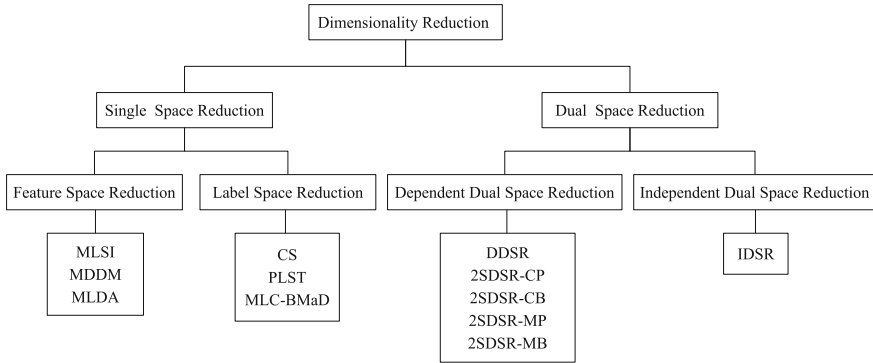 Dimensionality Reduction
Single Space Reduction
Dual Space Reduction
Feature Space Reduction
Label Space Reduction
Dependent Dual Space Reduction
Independent Dual Space Reduction
MLSI
MDDM
MLDA
CS
PLST
MLC-BMaD
DDSR
2SDSR-CP
2SDSR-CB
2SDSR-MP
2SDSR-MB
IDSR